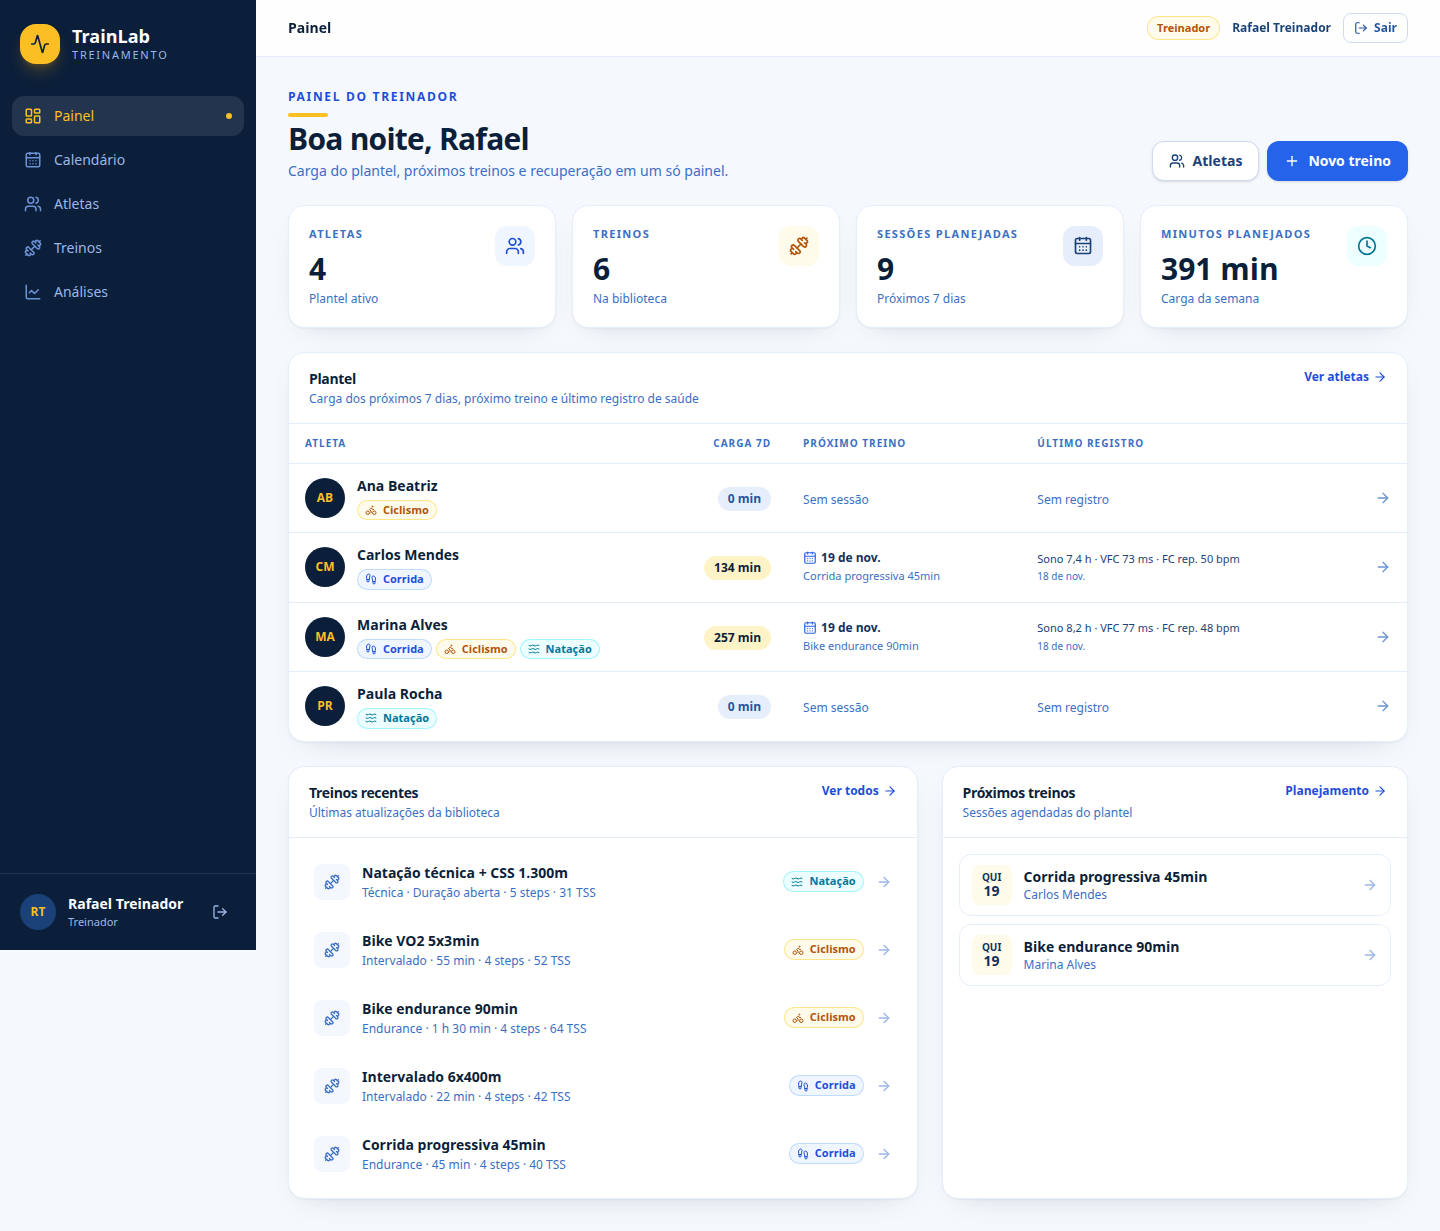 TrainLab
TREINAMENTO
Painel
Calendário
Atletas
Treinos
Análises
RT
Rafael Treinador
Treinador
Painel
Treinador
Rafael Treinador
Sair
PAINEL DO TREINADOR
Boa noite, Rafael
Carga do plantel, próximos treinos e recuperação em um só painel.
Atletas
Novo treino
ATLETAS
4
Plantel ativo
TREINOS
6
Na biblioteca
SESSÕES PLANEJADAS
9
Próximos 7 dias
MINUTOS PLANEJADOS
391 min
Carga da semana
Plantel
Carga dos próximos 7 dias, próximo treino e último registro de saúde
Ver atletas
ATLETA CARGA 7D PRÓXIMO TREINO ÚLTIMO REGISTRO
AB
Ana Beatriz
Ciclismo
0 min
Sem sessão
Sem registro
CM
Carlos Mendes
Corrida
134 min
19 de nov.
Corrida progressiva 45min
Sono 7,4 h · VFC 73 ms · FC rep. 50 bpm
18 de nov.
MA
Marina Alves
Corrida Ciclismo Natação
257 min
19 de nov.
Bike endurance 90min
Sono 8,2 h · VFC 77 ms · FC rep. 48 bpm
18 de nov.
PR
Paula Rocha
Natação
0 min
Sem sessão
Sem registro
Treinos recentes
Últimas atualizações da biblioteca
Ver todos
Natação técnica + CSS 1.300m
Técnica · Duração aberta · 5 steps · 31 TSS
Natação
Bike VO2 5x3min
Intervalado · 55 min · 4 steps · 52 TSS
Ciclismo
Bike endurance 90min
Endurance · 1 h 30 min · 4 steps · 64 TSS
Ciclismo
Intervalado 6x400m
Intervalado · 22 min · 4 steps · 42 TSS
Corrida
Corrida progressiva 45min
Endurance · 45 min · 4 steps · 40 TSS
Corrida
Próximos treinos
Sessões agendadas do plantel
Planejamento
QUI
19
Corrida progressiva 45min
Carlos Mendes
QUI
19
Bike endurance 90min
Marina Alves